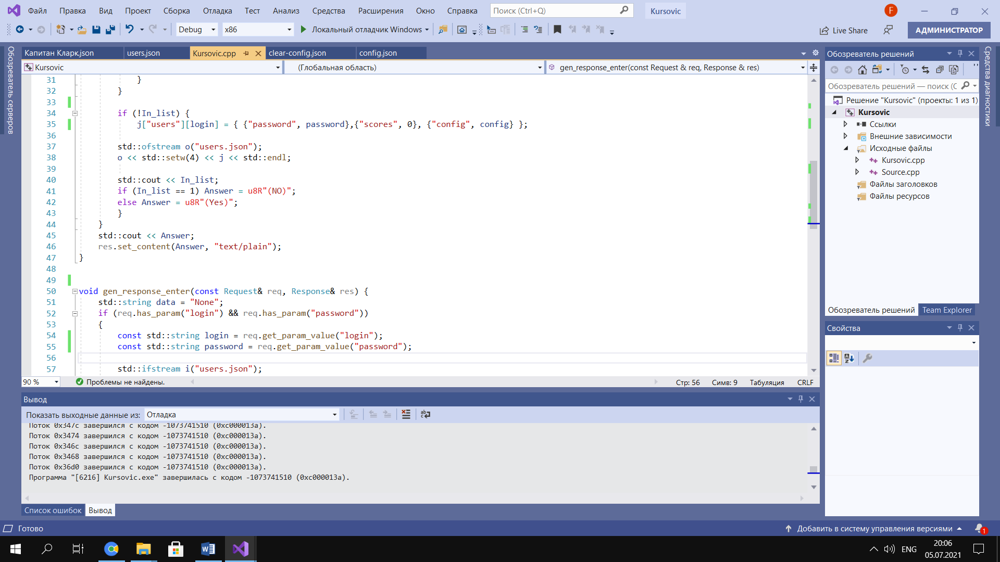 Файл Правка Вид Проект Сборка Отладка Тест Анализ Средства Расширения Окно Справка Поиск (Ctrl+Q) Kursovic F
Debug x86 Локальный отладчик Windows Live Share АДМИНИСТРАТОР
Обозреватель серверов
Капитан Кларк.json users.json Kursovic.cpp clear-config.json config.json
Kursovic (Глобальная область) gen_response_enter(const Request & req, Response & res)
31 }
32 }
33
34 if (!In_list) {
35 j["users"][login] = { {"password", password},{"scores", 0}, {"config", config} };
36
37 std::ofstream o("users.json");
38 o << std::setw(4) << j << std::endl;
39
40 std::cout << In_list;
41 if (In_list == 1) Answer = u8R"(NO)";
42 else Answer = u8R"(Yes)";
43 }
44 }
45 std::cout << Answer;
46 res.set_content(Answer, "text/plain");
47 }
48
49
50 void gen_response_enter(const Request& req, Response& res) {
51 std::string data = "None";
52 if (req.has_param("login") && req.has_param("password"))
53 {
54 const std::string login = req.get_param_value("login");
55 const std::string password = req.get_param_value("password");
56
57 std::ifstream i("users.json");
90 % Проблемы не найдены. Стр: 56 Симв: 9 Табуляция CRLF
Вывод
Показать выходные данные из: Отладка
Поток 0x347c завершился с кодом -1073741510 (0xc000013a).
Поток 0x3474 завершился с кодом -1073741510 (0xc000013a).
Поток 0x346c завершился с кодом -1073741510 (0xc000013a).
Поток 0x3468 завершился с кодом -1073741510 (0xc000013a).
Поток 0x36d0 завершился с кодом -1073741510 (0xc000013a).
Программа "[6216] Kursovic.exe" завершилась с кодом -1073741510 (0xc000013a).
Список ошибок Вывод
Обозреватель решений
Обозреватель решений — поиск (С
Решение "Kursovic" (проекты: 1 из 1)
Kursovic
Ссылки
Внешние зависимости
Исходные файлы
Kursovic.cpp
Source.cpp
Файлы заголовков
Файлы ресурсов
Обозреватель решений Team Explorer
Свойства
Средства диагностики
Готово Добавить в систему управления версиями 1
ENG 20:06
05.07.2021